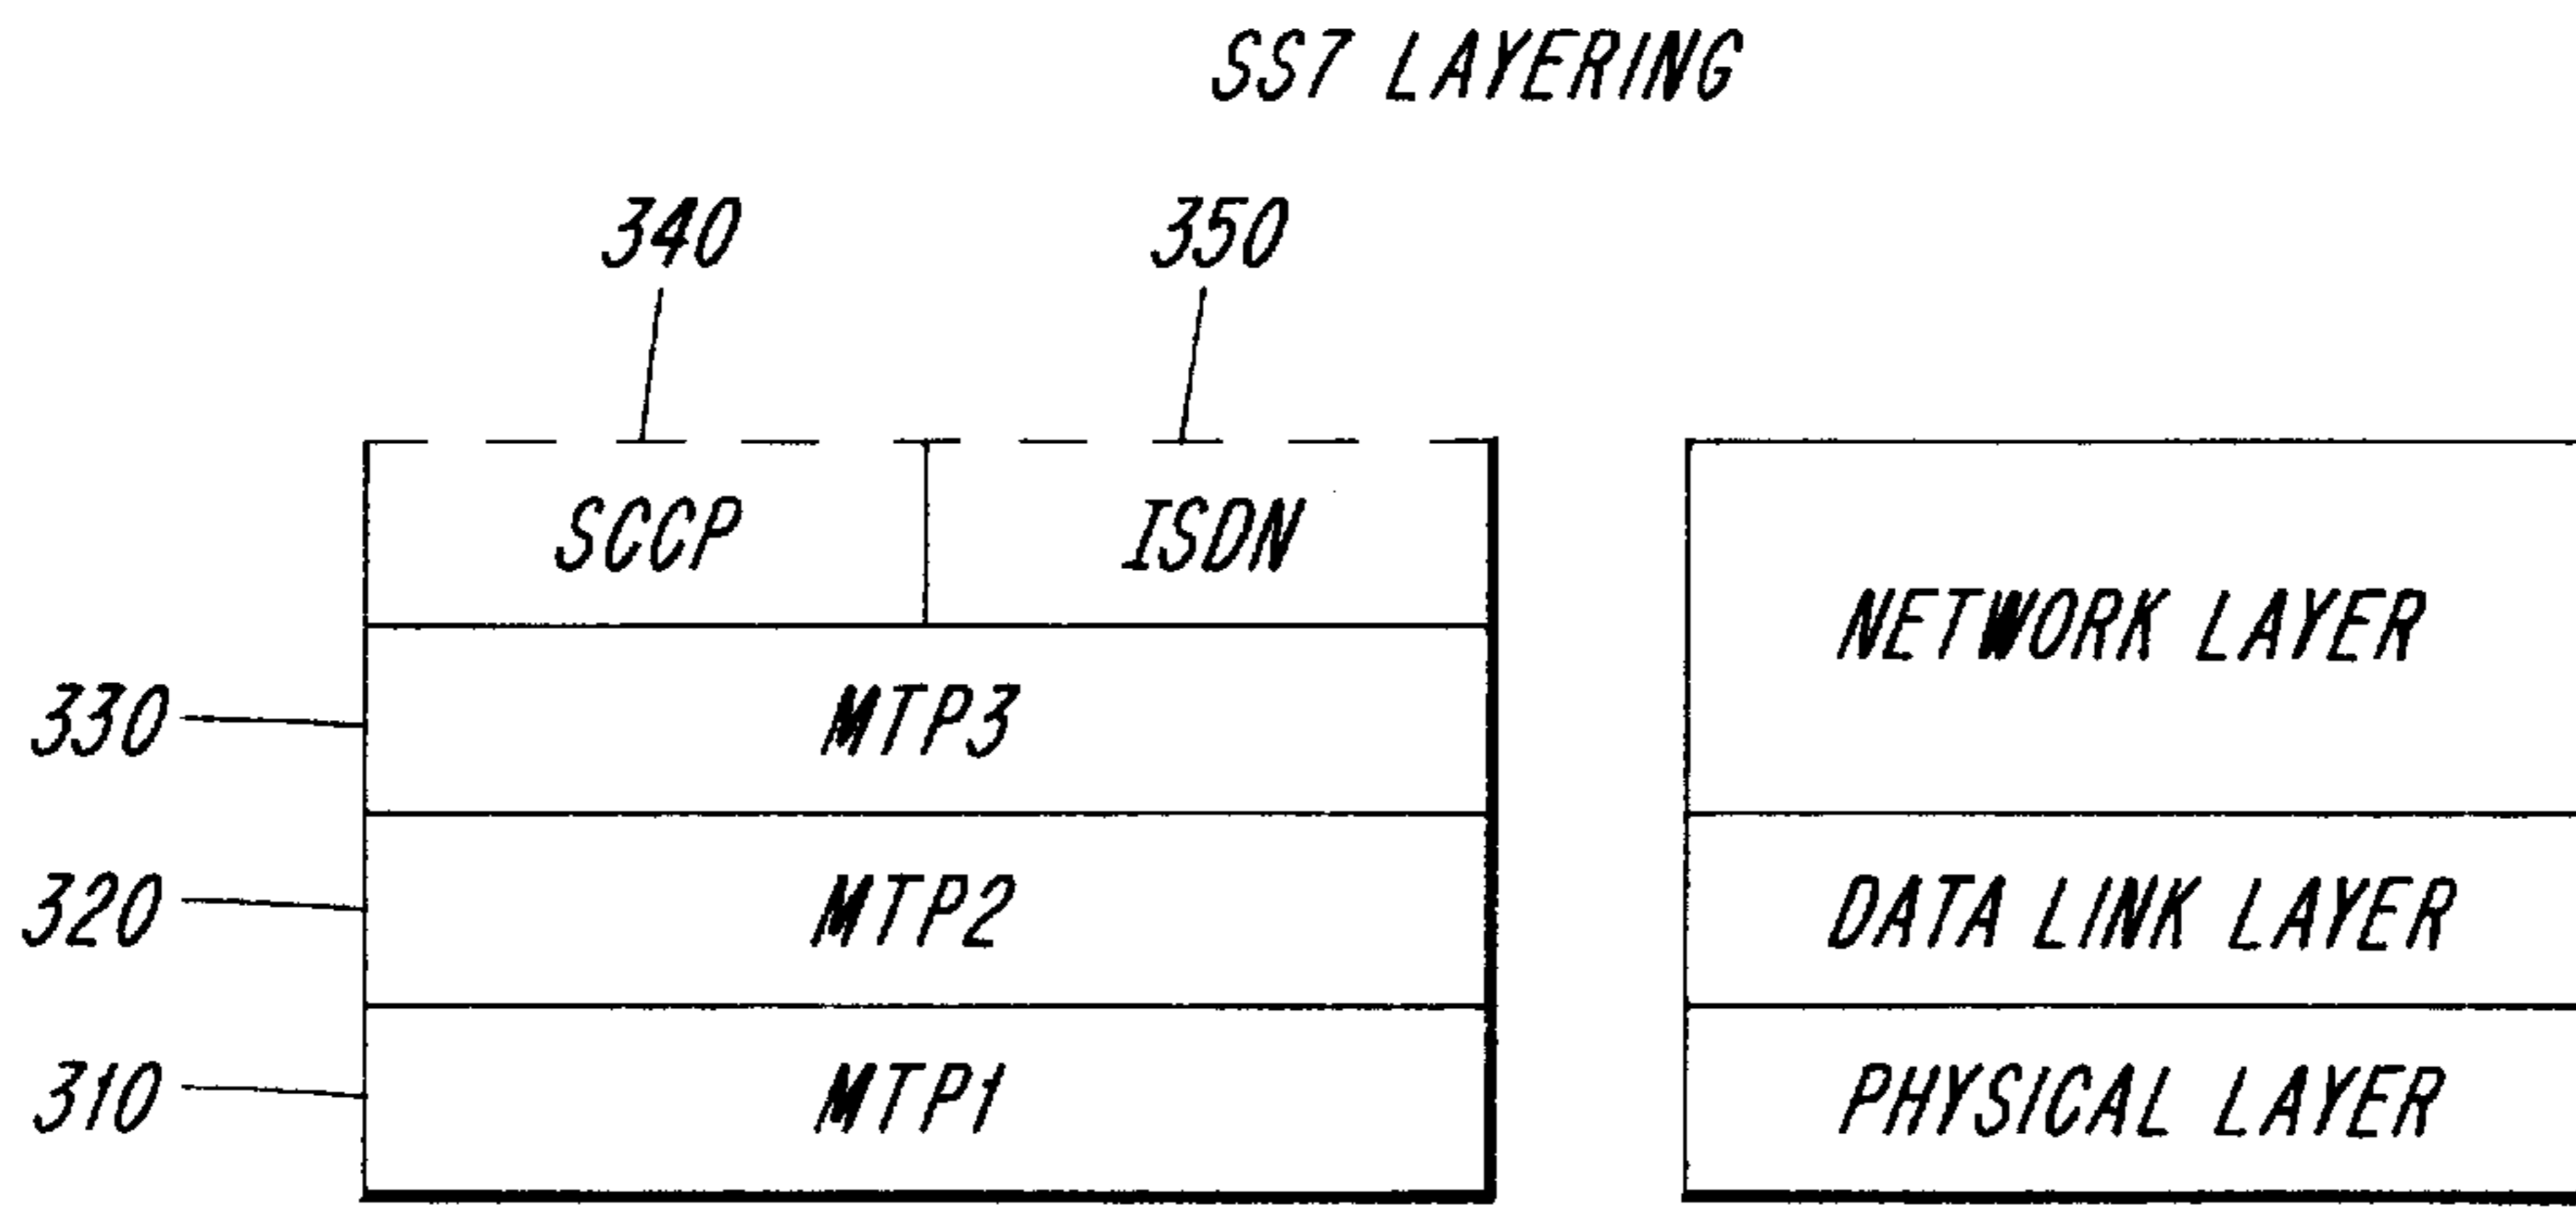 SS7 LAYERING
340 350
SCCP ISDN
NETWORK LAYER
330 MTP3
320 MTP2 DATA LINK LAYER
310 MTP1 PHYSICAL LAYER